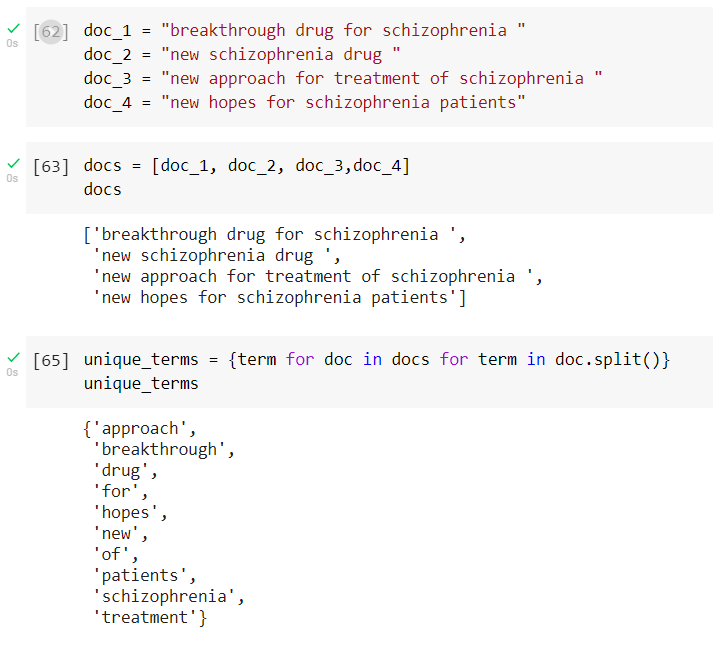 [62] doc_1 = "breakthrough drug for schizophrenia "
0s
doc_2 = "new schizophrenia drug "
doc_3 = "new approach for treatment of schizophrenia "
doc_4 = "new hopes for schizophrenia patients"
[63] docs = [doc_1, doc_2, doc_3,doc_4]
0s
docs
['breakthrough drug for schizophrenia ',
'new schizophrenia drug ',
'new approach for treatment of schizophrenia ',
'new hopes for schizophrenia patients']
[65] unique_terms = {term for doc in docs for term in doc.split()}
0s
unique_terms
{'approach',
'breakthrough',
'drug',
'for',
'hopes',
'new',
'of',
'patients',
'schizophrenia',
'treatment'}